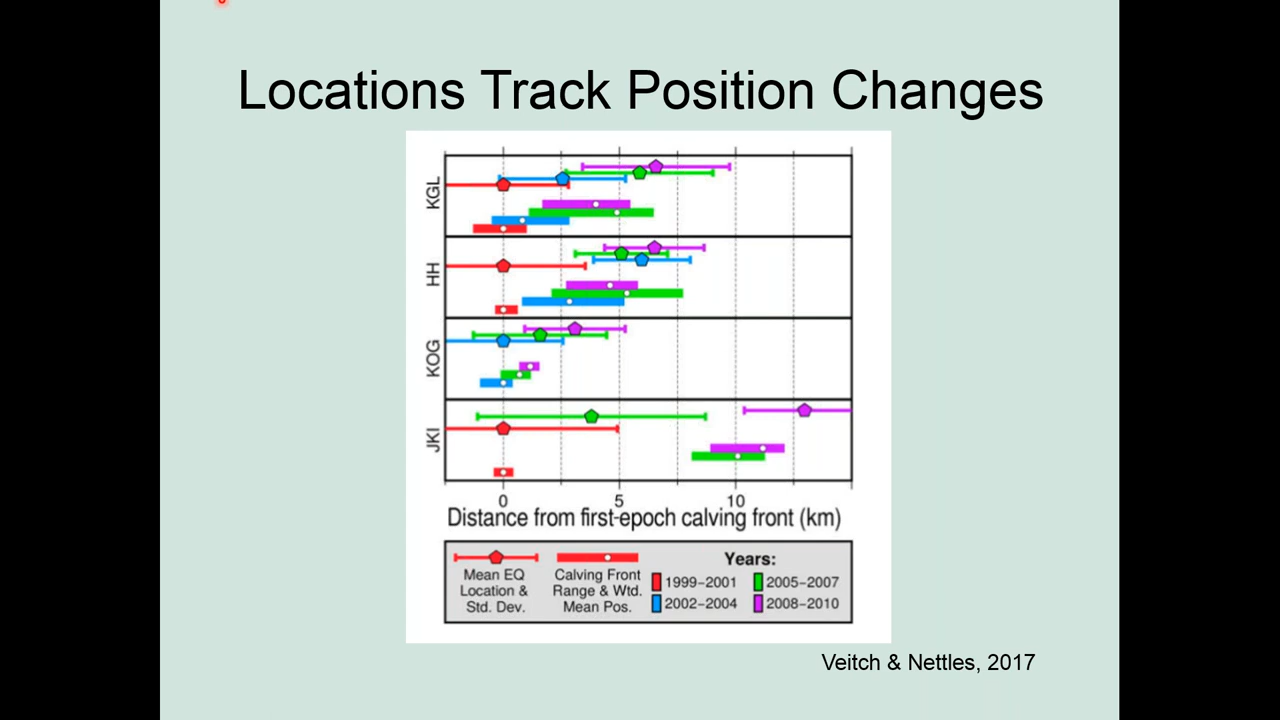 Locations Track Position Changes
KGL
HH
KOG
JKI
0 5 10
Distance from first-epoch calving front (km)
Mean EQ
Location &
Std. Dev.
Calving Front
Range & Wtd.
Mean Pos.
Years:
1999–2001 2005–2007
2002–2004 2008–2010
Veitch & Nettles, 2017